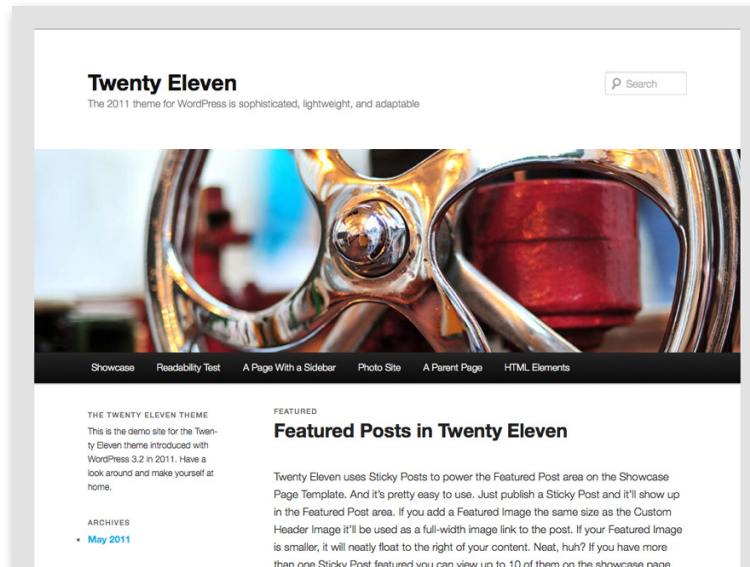 Twenty Eleven
The 2011 theme for WordPress is sophisticated, lightweight, and adaptable
Search
Showcase Readability Test A Page With a Sidebar Photo Site A Parent Page HTML Elements
THE TWENTY ELEVEN THEME
This is the demo site for the Twen-
ty Eleven theme introduced with
WordPress 3.2 in 2011. Have a
look around and make yourself at
home.
ARCHIVES
May 2011
FEATURED
Featured Posts in Twenty Eleven
Twenty Eleven uses Sticky Posts to power the Featured Post area on the Showcase
Page Template. And it's pretty easy to use. Just publish a Sticky Post and it'll show up
in the Featured Post area. If you add a Featured Image the same size as the Custom
Header Image it'll be used as a full-width image link to the post. If your Featured Image
is smaller, it will neatly float to the right of your content. Neat, huh? If you have more
than one Sticky Post featured you can view up to 10 of them on the showcase page